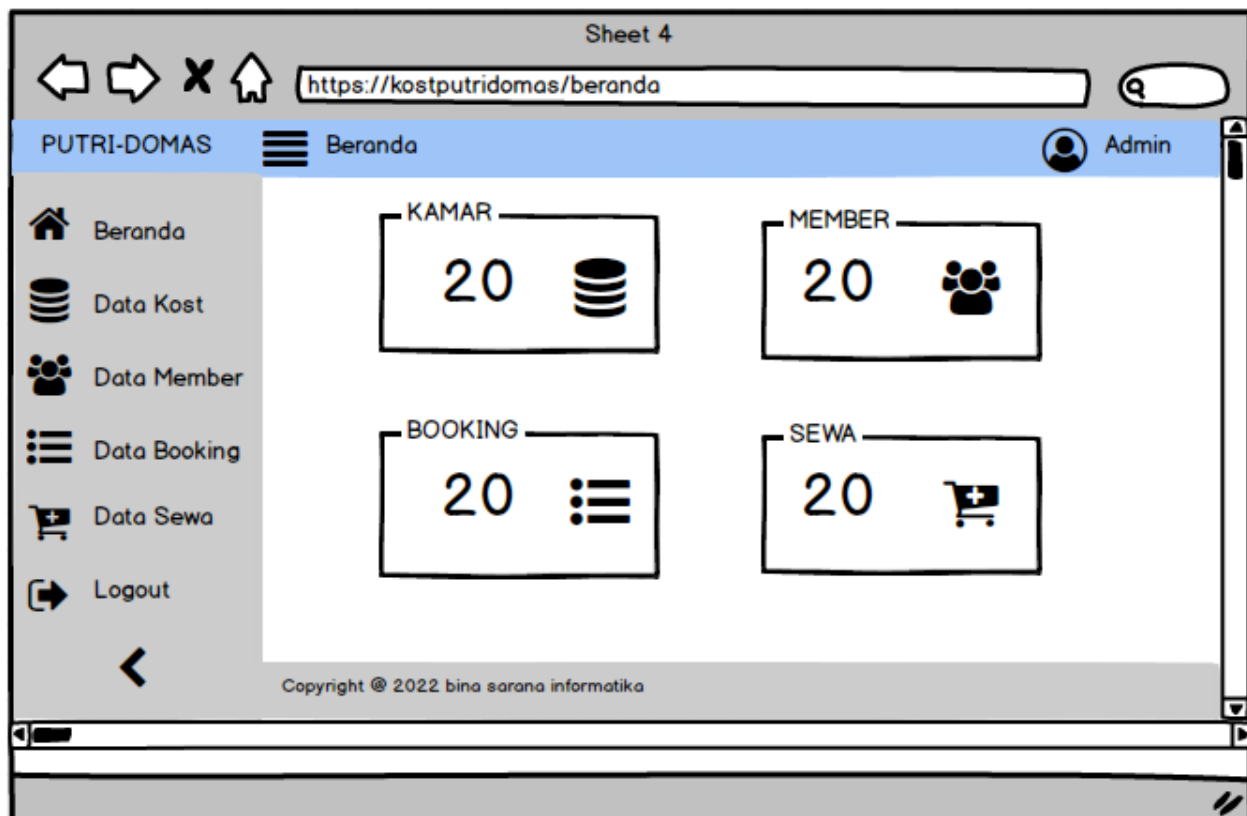 Sheet 4
https://kostputridomas/beranda
PUTRI-DOMAS
Beranda
Admin
Beranda
Data Kost
Data Member
Data Booking
Data Sewa
Logout
KAMAR
20
MEMBER
20
BOOKING
20
SEWA
20
Copyright @ 2022 bina sarana informatika